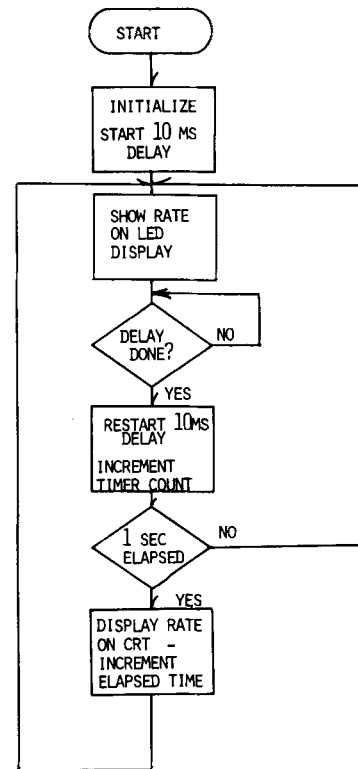 START
INITIALIZE
START 10 MS
DELAY
SHOW RATE
ON LED
DISPLAY
DELAY
DONE?
NO
YES
RESTART 10MS
DELAY
INCREMENT
TIMER COUNT
1 SEC
ELAPSED
NO
YES
DISPLAY RATE
ON CRT -
INCREMENT
ELAPSED TIME